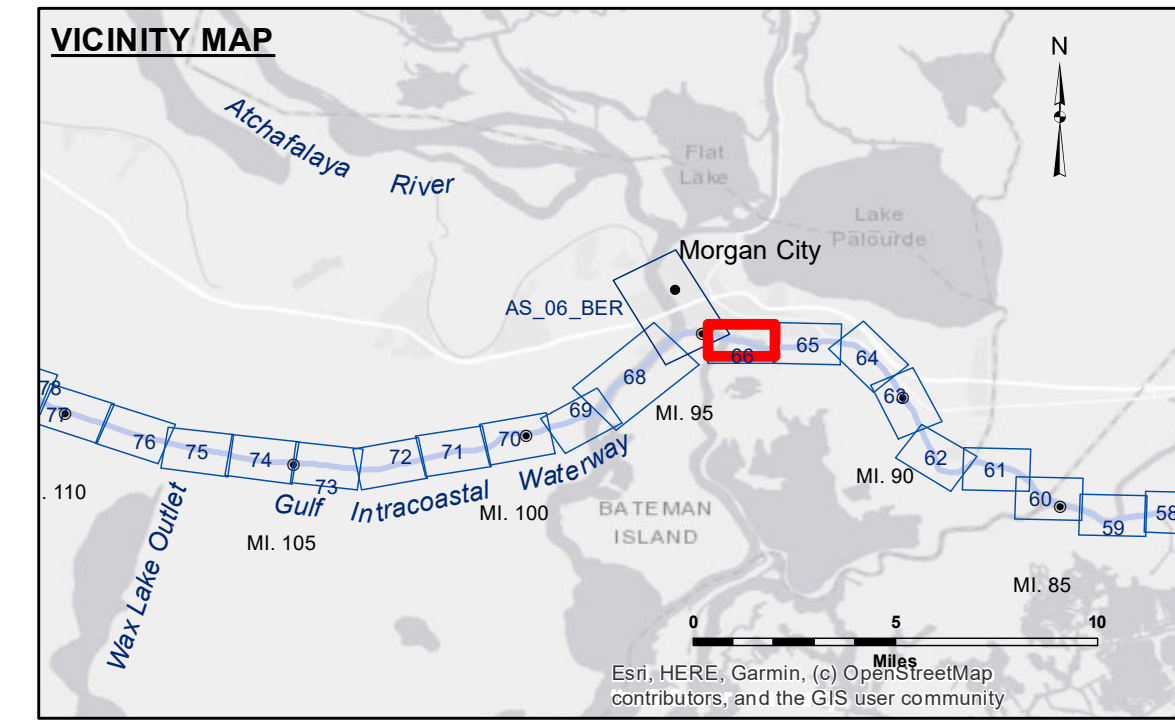 VICINITY MAP
N
Atchafalaya
River
Flat
Lake
Lake
Palourde
Morgan City
AS_06_BER
66
65
64
63
62
61
60
59
58
68
69
70
71
72
73
74
75
76
77
78
MI. 95
MI. 90
MI. 85
MI. 100
MI. 105
. 110
Gulf Intracoastal Waterway
Wax Lake Outlet
BATEMAN
ISLAND
0 5 10
Miles
Esri, HERE, Garmin, (c) OpenStreetMap
contributors, and the GIS user community